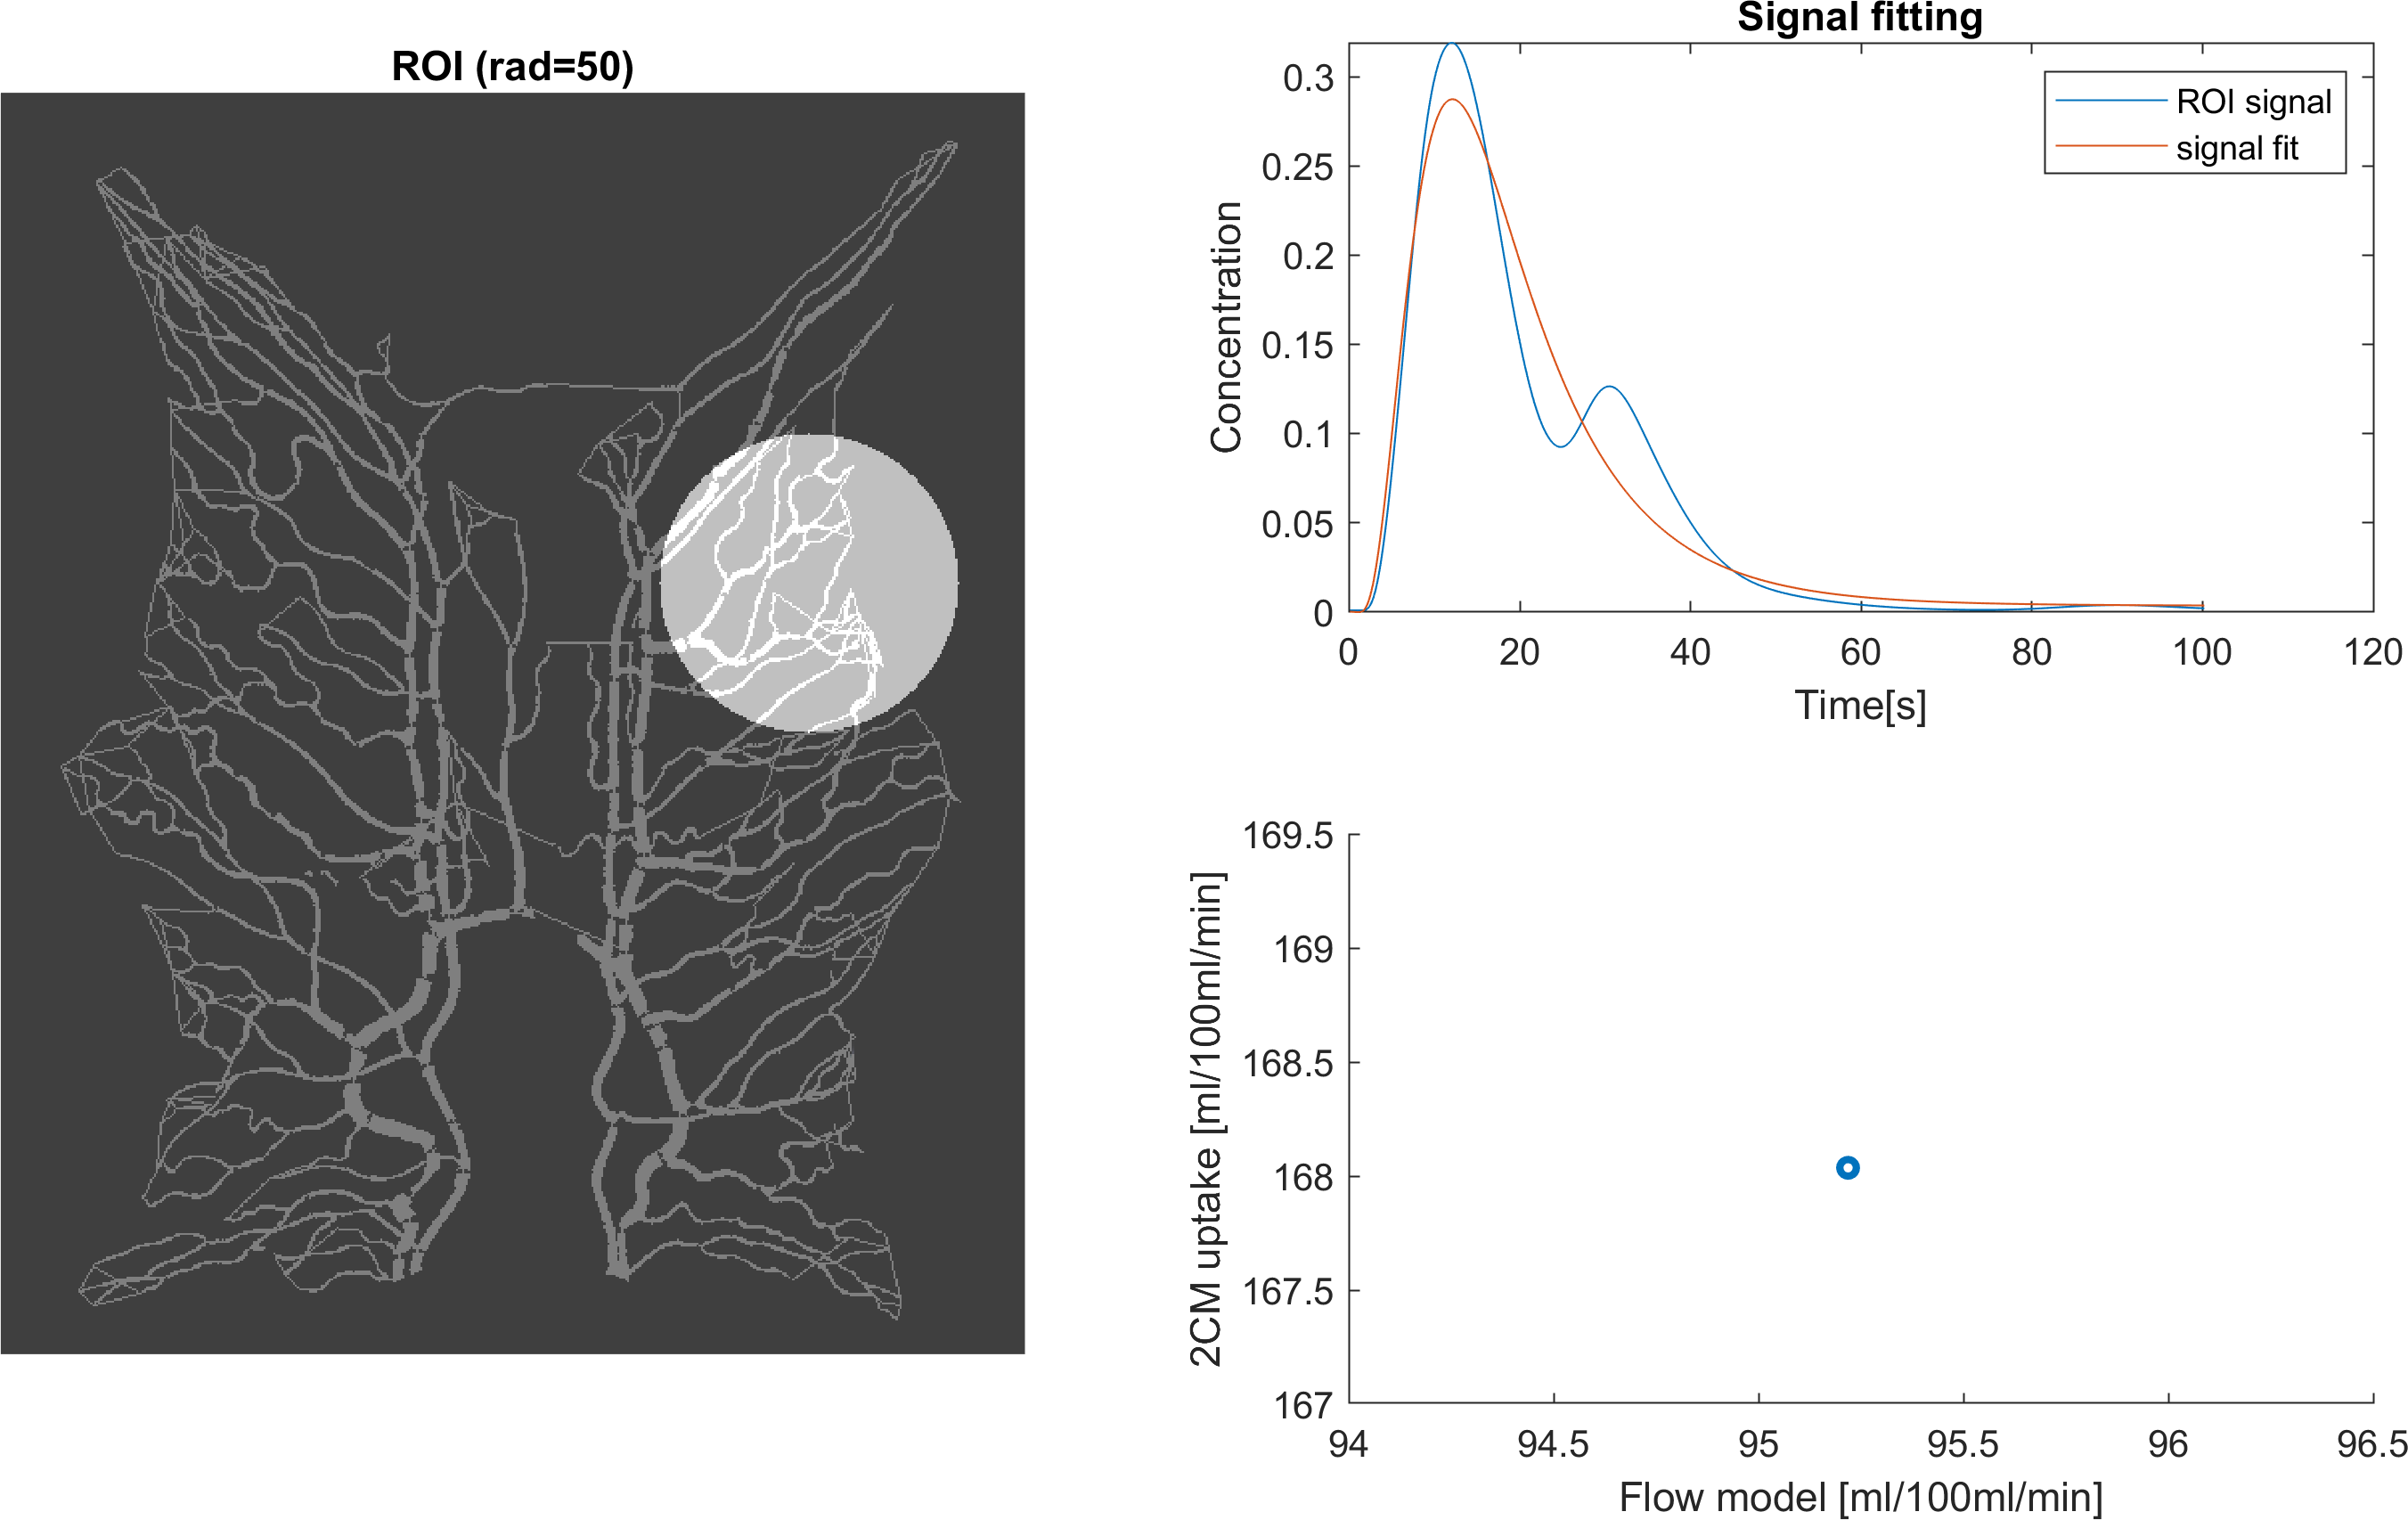 ROI (rad=50)
Signal fitting
0.3
0.25
0.2
0.15
0.1
0.05
0
Concentration
ROI signal
signal fit
0 20 40 60 80 100 120
Time[s]
169.5
169
168.5
168
167.5
167
2CM uptake [ml/100ml/min]
94 94.5 95 95.5 96 96.5
Flow model [ml/100ml/min]